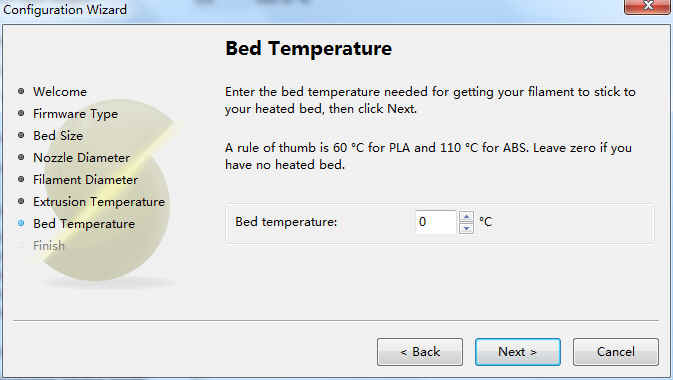 Configuration Wizard
Bed Temperature
Welcome
Firmware Type
Bed Size
Nozzle Diameter
Filament Diameter
Extrusion Temperature
Bed Temperature
Finish
Enter the bed temperature needed for getting your filament to stick to
your heated bed, then click Next.
A rule of thumb is 60 °C for PLA and 110 °C for ABS. Leave zero if you
have no heated bed.
Bed temperature: 0 °C
< Back Next > Cancel